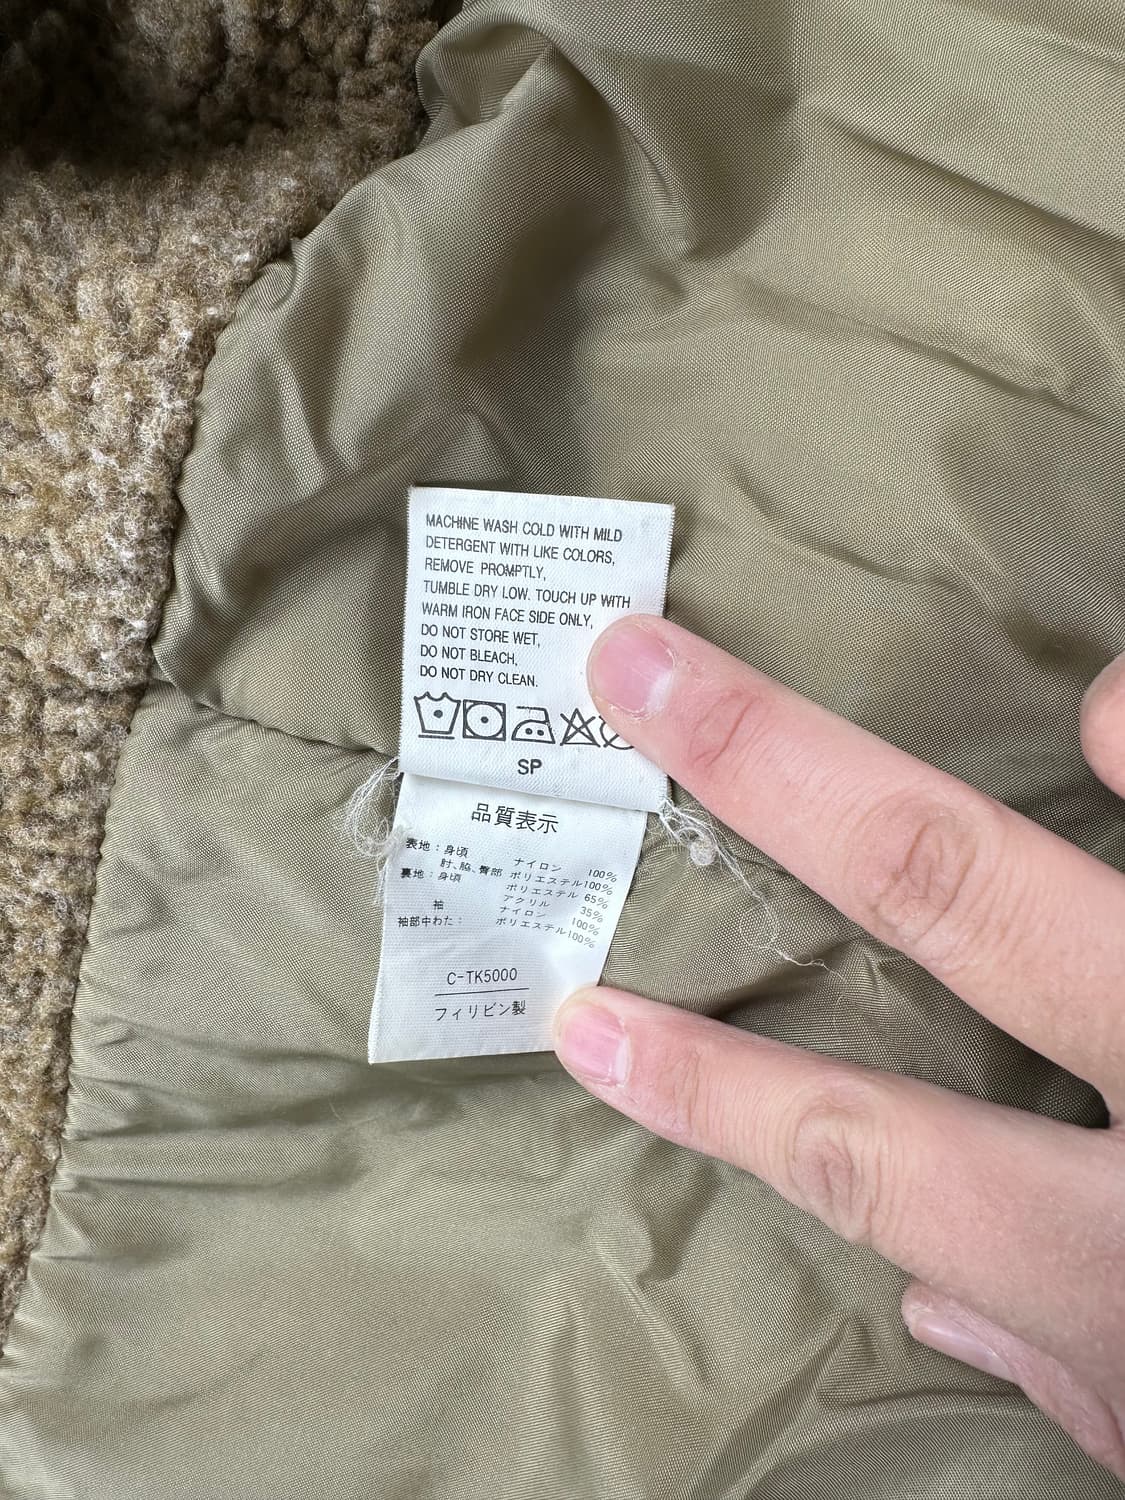 MACHINE WASH COLD WITH MILD
DETERGENT WITH LIKE COLORS,
REMOVE PROMPTLY,
TUMBLE DRY LOW. TOUCH UP WITH
WARM IRON FACE SIDE ONLY,
DO NOT STORE WET,
DO NOT BLEACH,
DO NOT DRY CLEAN.
SP
品質表示
表地：身頃 ナイロン 100%
肘、脇、臀部 ポリエステル100%
裏地：身頃 ポリエステル 65%
アクリル 35%
袖 ナイロン 100%
袖部中わた： ポリエステル100%
C-TK5000
フィリピン製